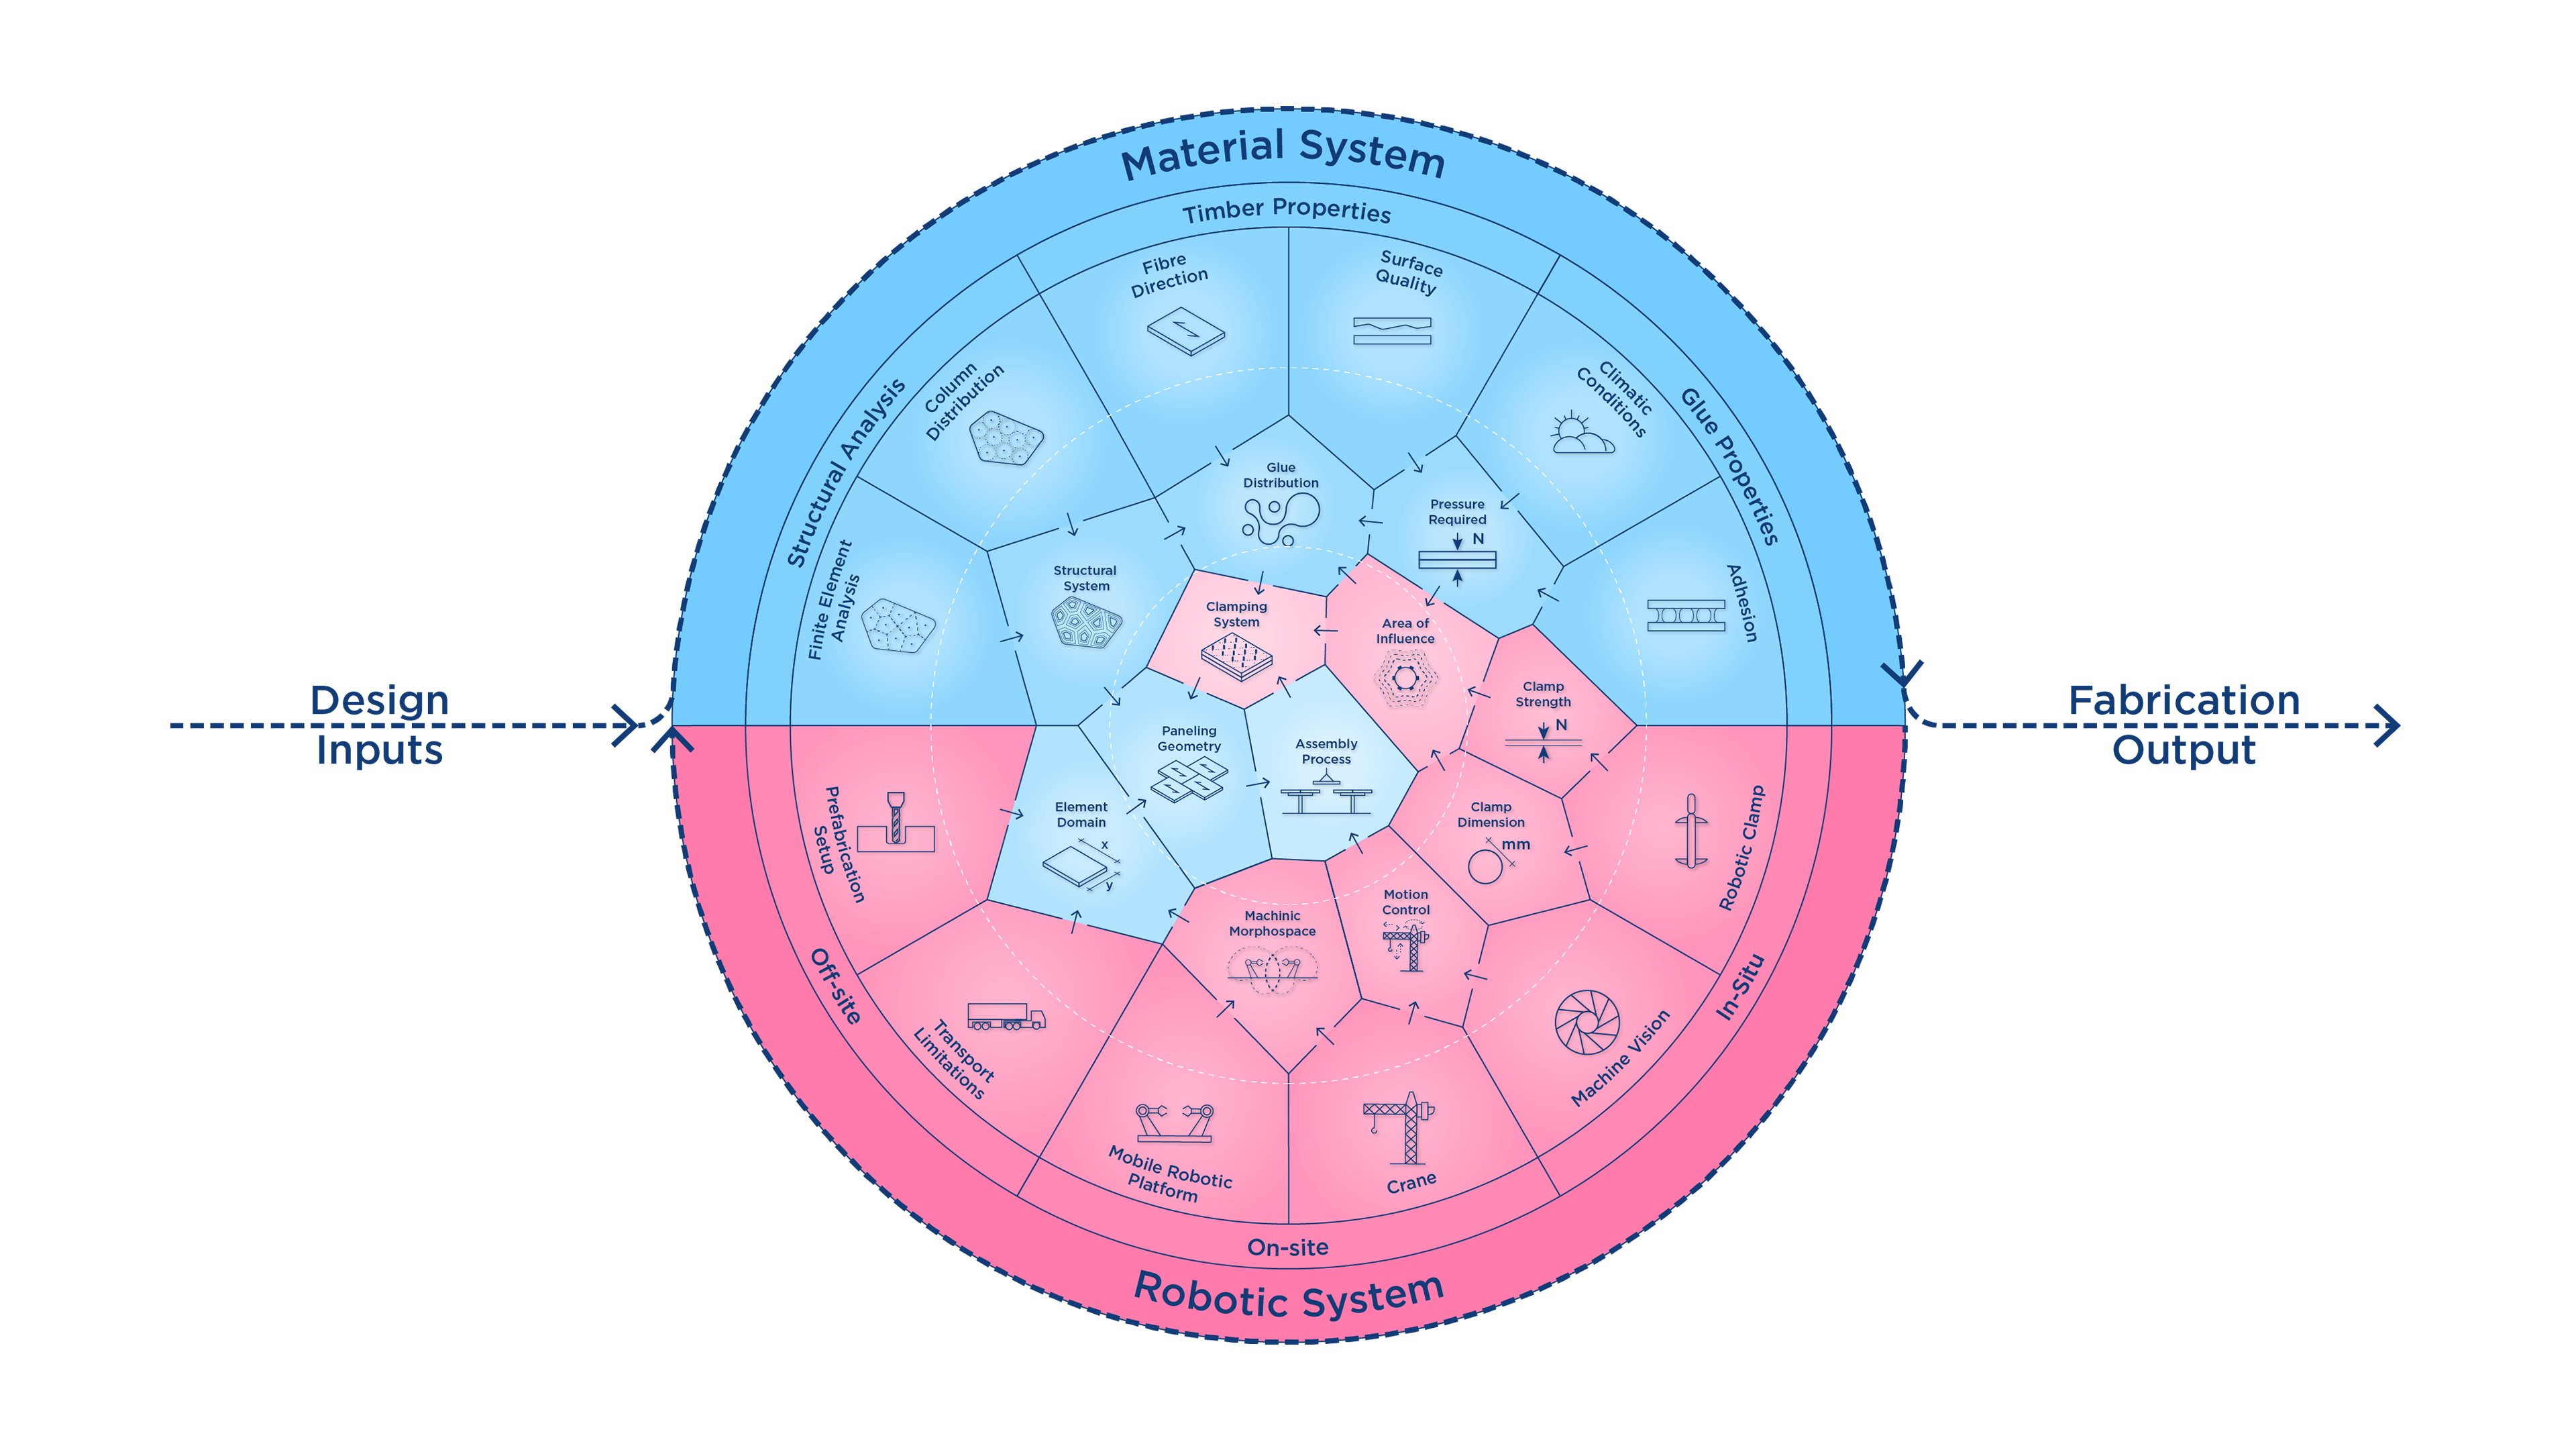 Material System
Timber Properties
Structural Analysis
Glue Properties
Fibre
Direction
Surface
Quality
Column
Distribution
Climatic
Conditions
Finite Element
Analysis
Adhesion
Glue
Distribution
Pressure
Required
N
Structural
System
Clamping
System
Area of
Influence
Clamp
Strength
N
Design
Inputs
Fabrication
Output
Paneling
Geometry
Assembly
Process
Element
Domain
x
y
Clamp
Dimension
mm
Prefabrication
Setup
Robotic Clamp
Machinic
Morphospace
Motion
Control
Off-site
In-Situ
Transport
Limitations
Machine Vision
Mobile Robotic
Platform
Crane
On-site
Robotic System